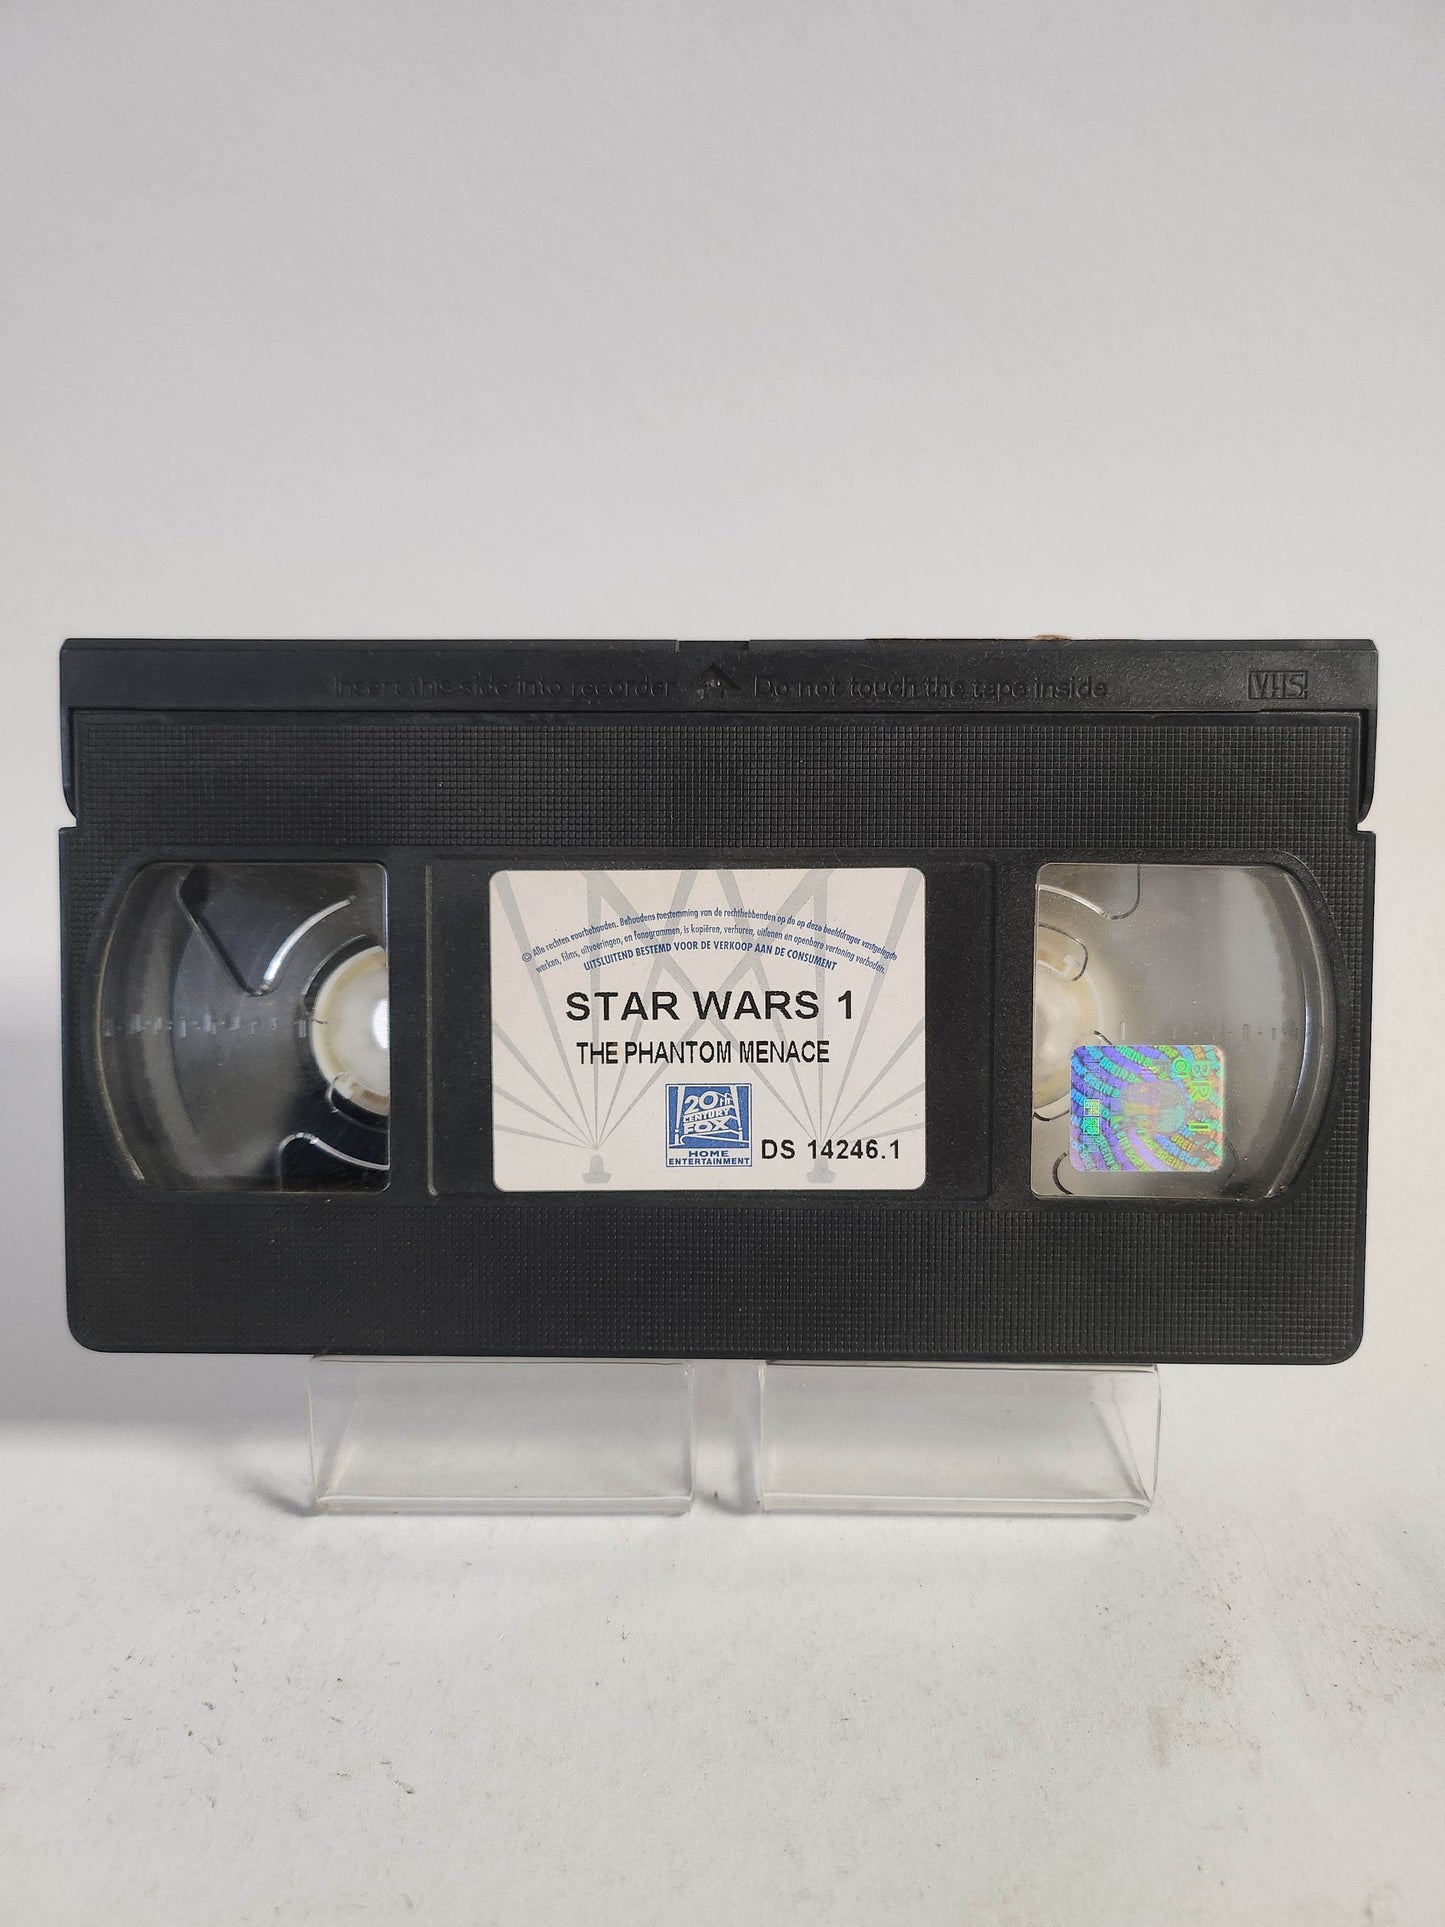 Insert this side into recorder Do not touch the tape inside VHS
© Alle rechten voorbehouden. Behoudens toestemming van de rechthebbenden op de op deze beelddrager vastgelegde
werken, films, uitvoeringen, en fonogrammen, is kopiëren, verhuren, uitlenen en openbare vertoning verboden.
UITSLUITEND BESTEMD VOOR DE VERKOOP AAN DE CONSUMENT
STAR WARS 1
THE PHANTOM MENACE
20th
CENTURY
FOX
HOME
ENTERTAINMENT
DS 14246.1